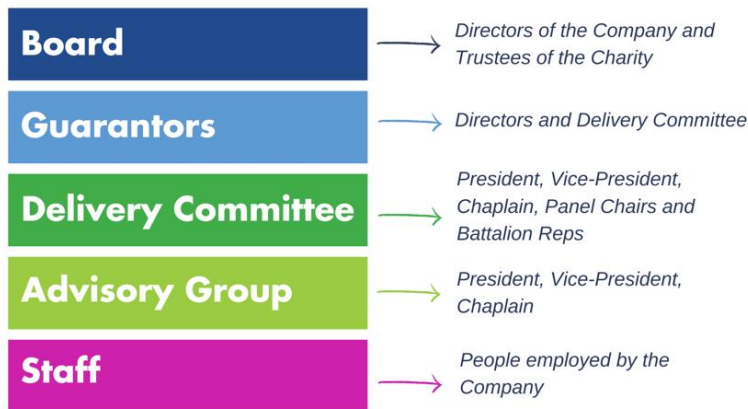 Board
Directors of the Company and
Trustees of the Charity
Guarantors
Directors and Delivery Committee
Delivery Committee
President, Vice-President,
Chaplain, Panel Chairs and
Battalion Reps
Advisory Group
President, Vice-President,
Chaplain
Staff
People employed by the
Company